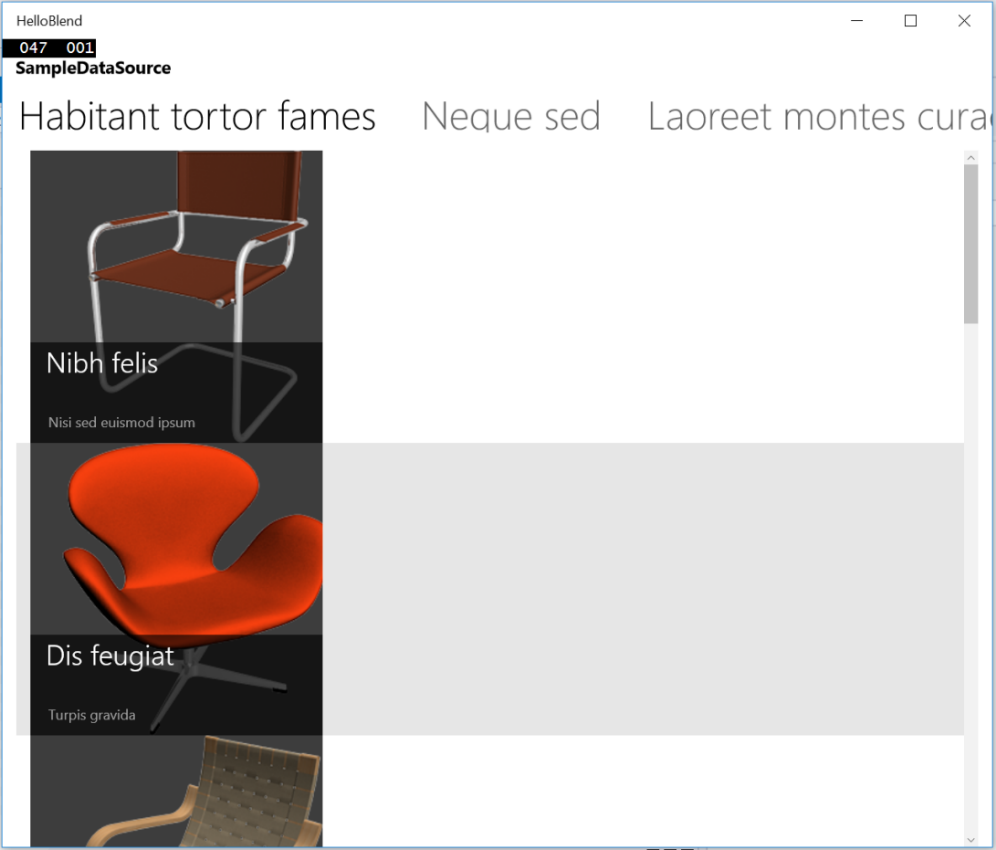 HelloBlend
047 001
SampleDataSource
Habitant tortor fames Neque sed Laoreet montes
Nibh felis
Nisi sed euismod ipsum
Dis feugiat
Turpis gravida